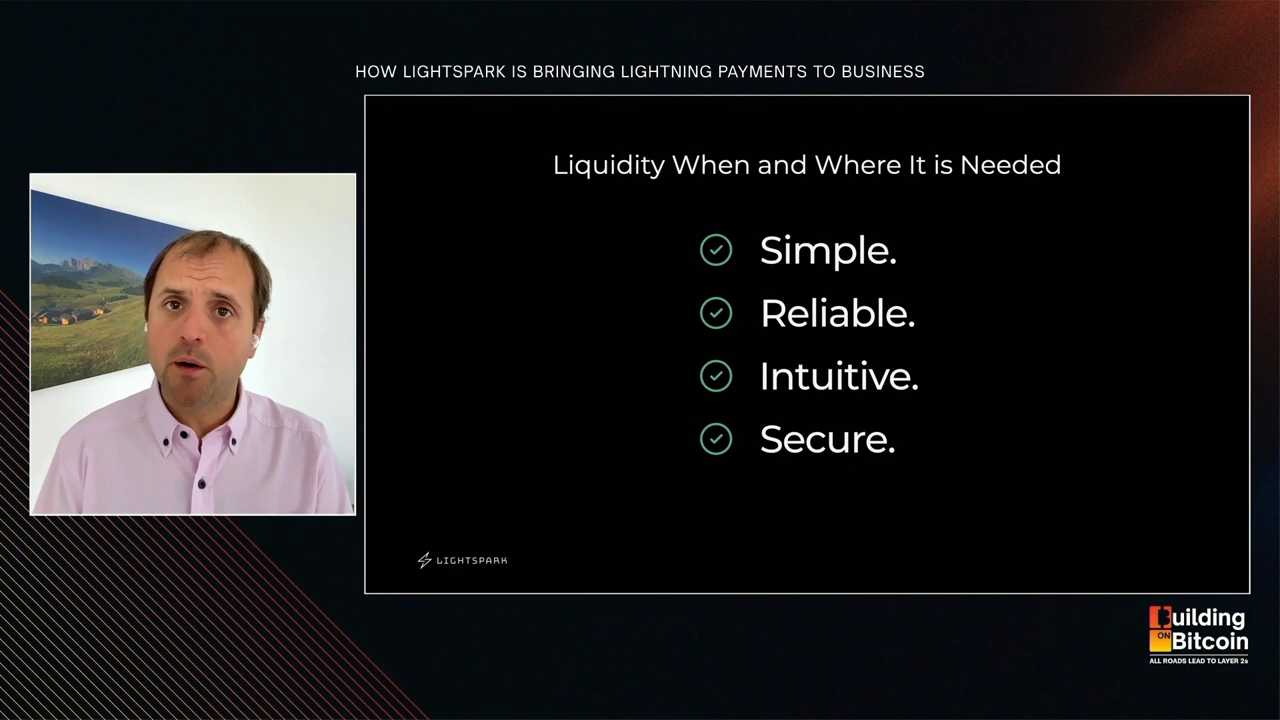 HOW LIGHTSPARK IS BRINGING LIGHTNING PAYMENTS TO BUSINESS
Liquidity When and Where It is Needed
Simple.
Reliable.
Intuitive.
Secure.
LIGHTSPARK
Building
ON Bitcoin
ALL ROADS LEAD TO LAYER 2s